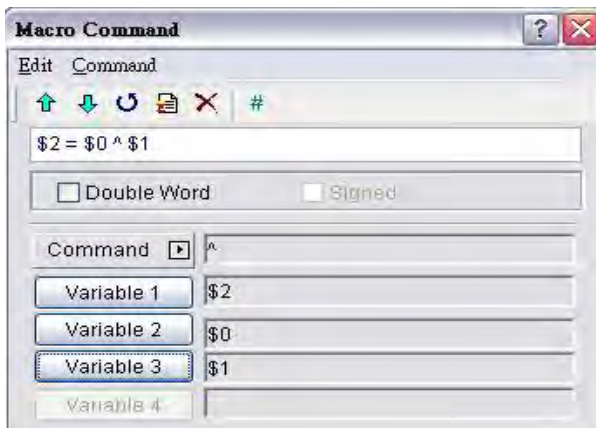 Macro Command ?
Edit Command
#
$2 = $0 ^ $1
Double Word Signed
Command ^
Variable 1 $2
Variable 2 $0
Variable 3 $1
Variable 4